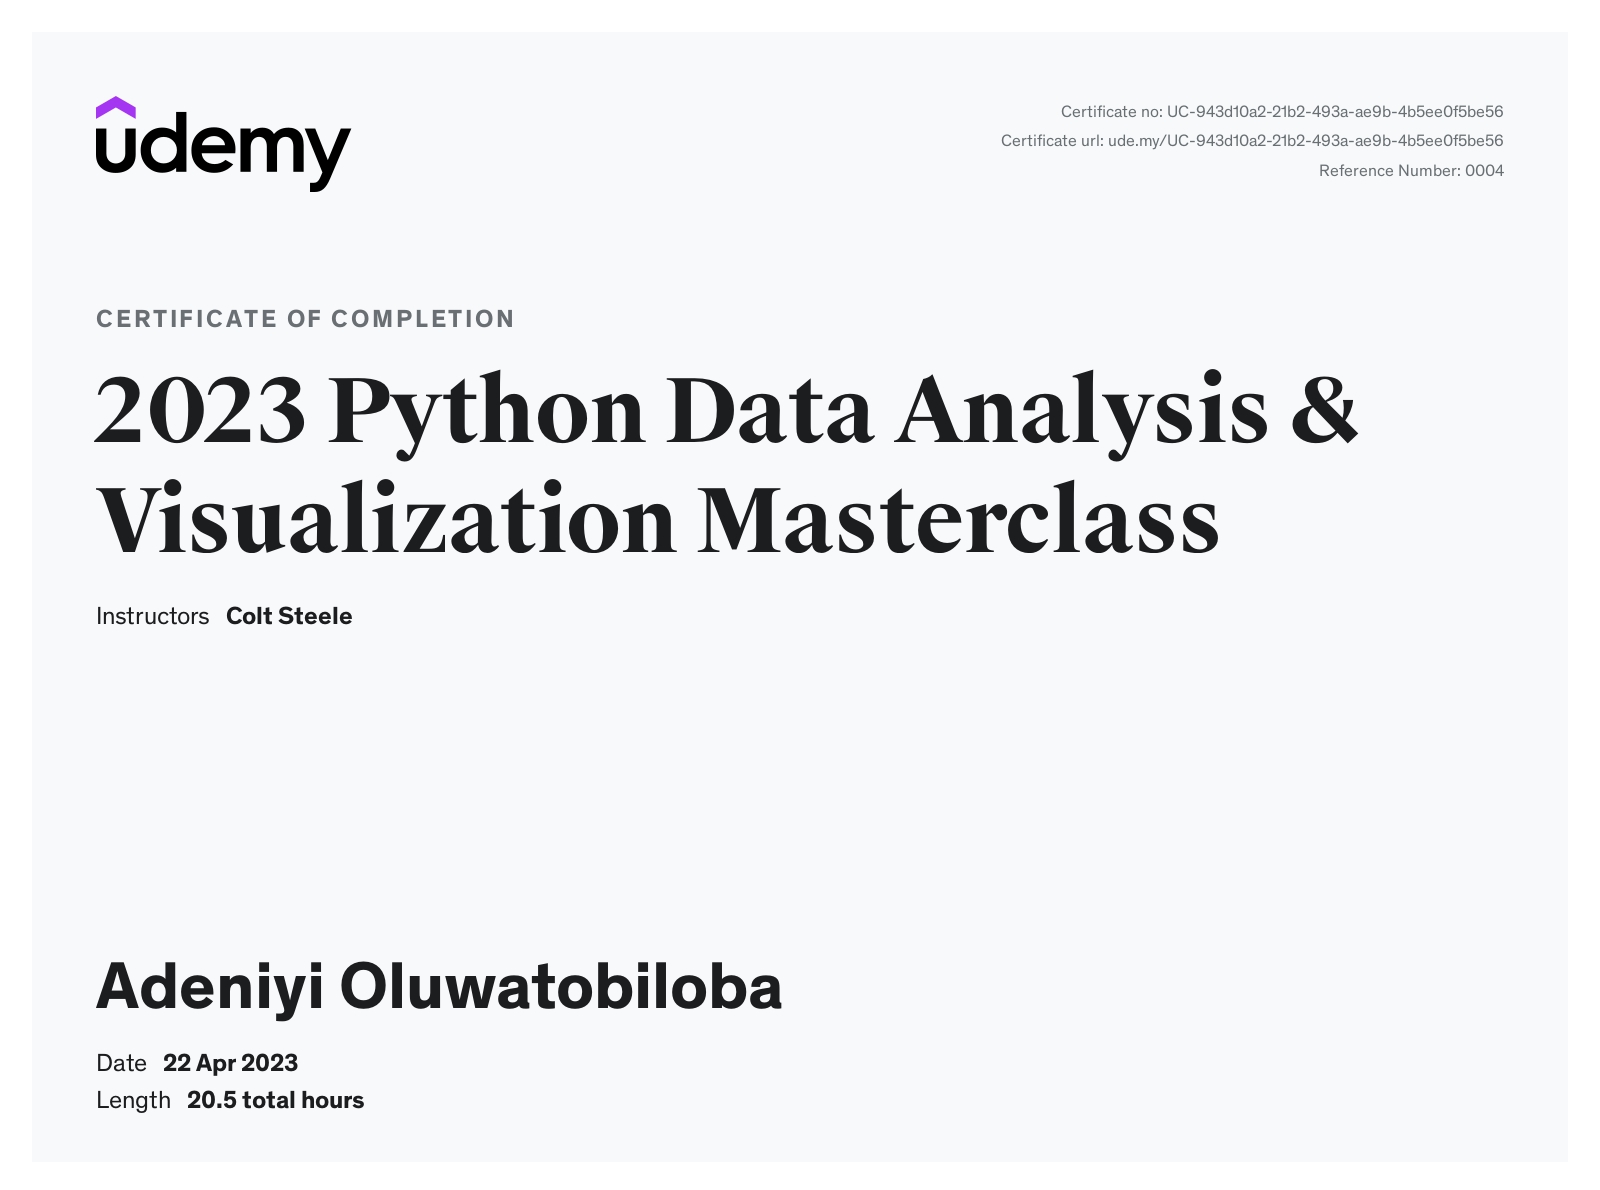 udemy
Certificate no: UC-943d10a2-21b2-493a-ae9b-4b5ee0f5be56
Certificate url: ude.my/UC-943d10a2-21b2-493a-ae9b-4b5ee0f5be56
Reference Number: 0004
CERTIFICATE OF COMPLETION
2023 Python Data Analysis &
Visualization Masterclass
Instructors Colt Steele
Adeniyi Oluwatobiloba
Date 22 Apr 2023
Length 20.5 total hours